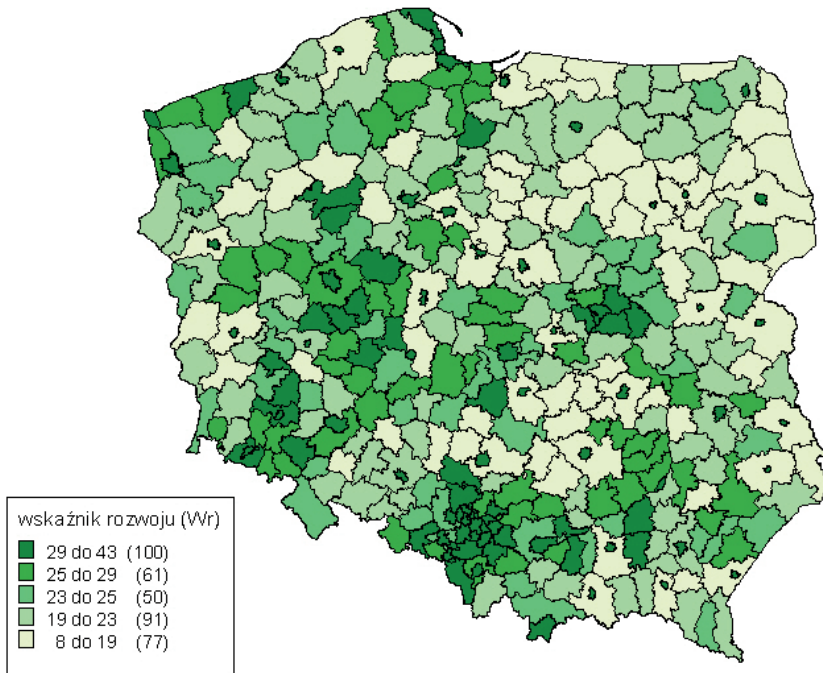 wskaźnik rozwoju (Wr)
29 do 43 (100)
25 do 29 (61)
23 do 25 (50)
19 do 23 (91)
8 do 19 (77)